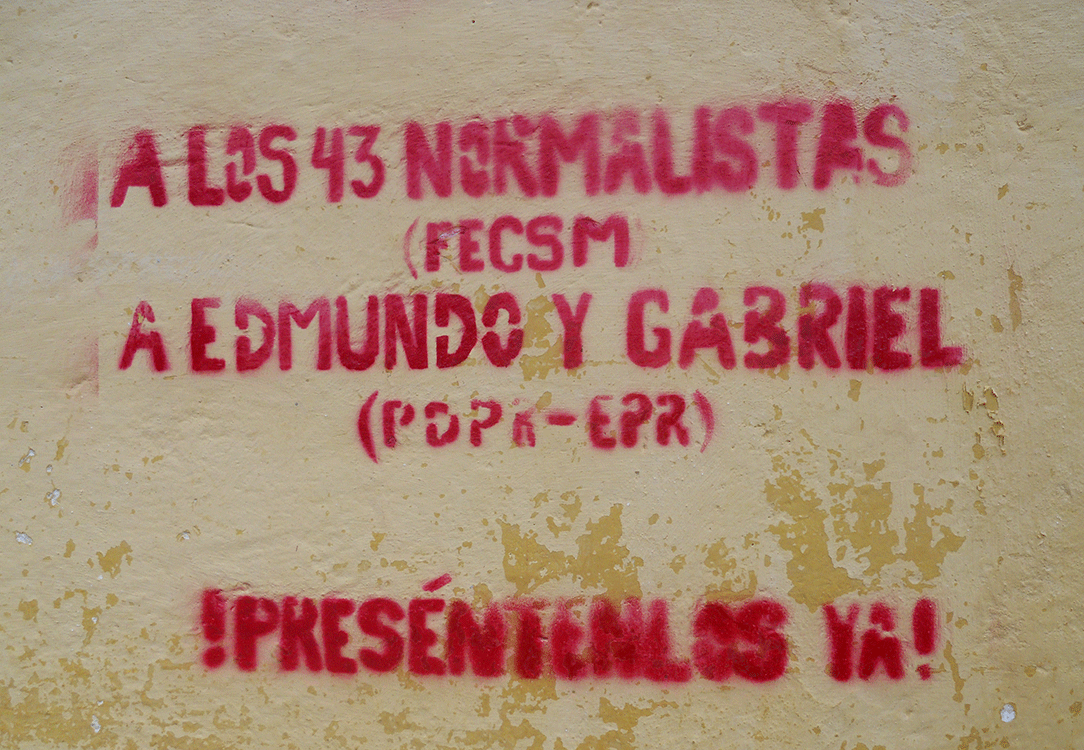 A LOS 43 NORMALISTAS
(FECSM)
A EDMUNDO Y GABRIEL
(PDPR-EPR)
!PRESÉNTENLOS YA!